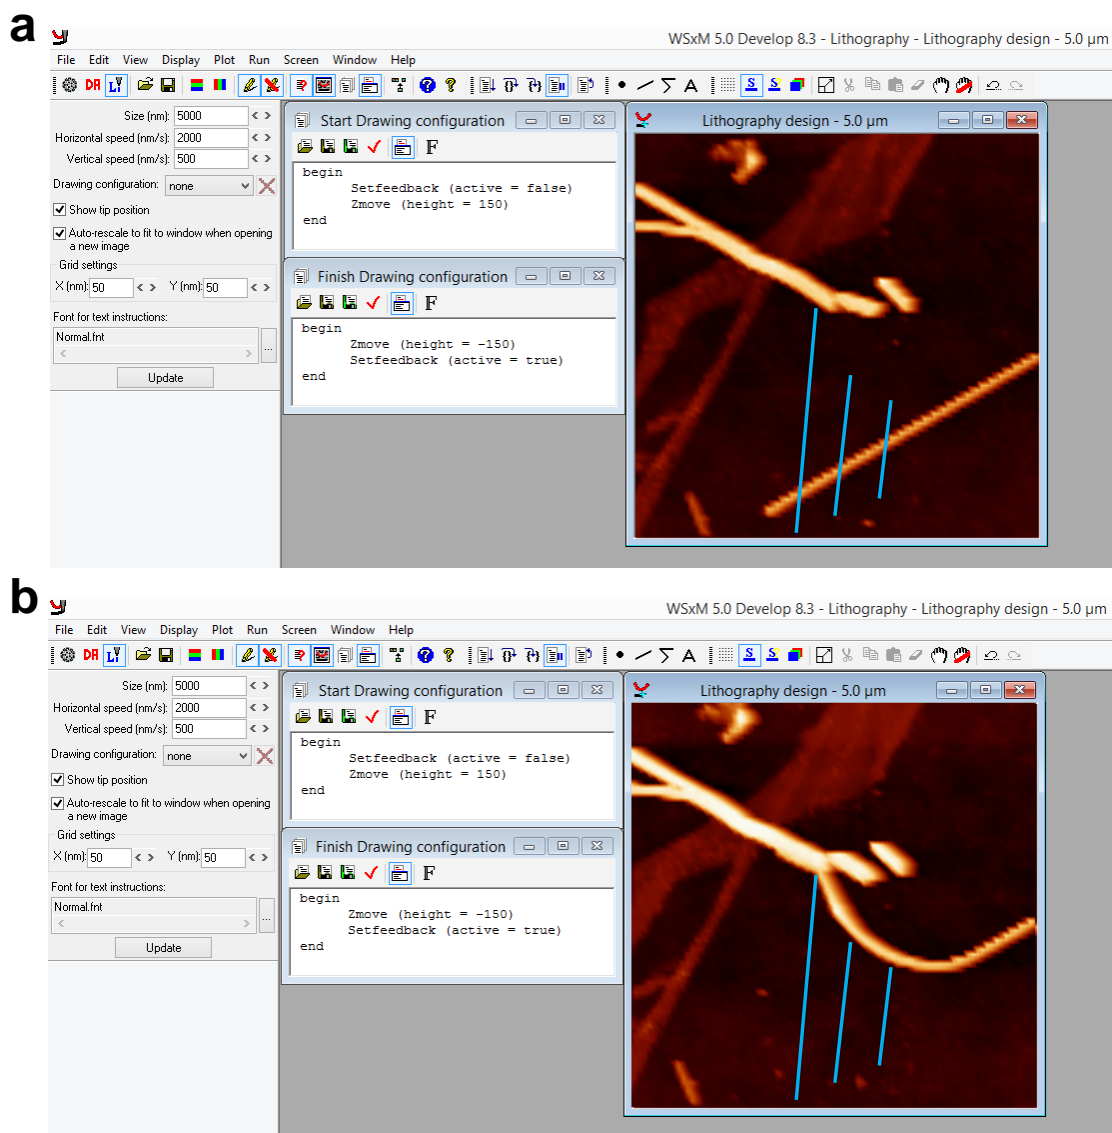 a
WSxM 5.0 Develop 8.3 - Lithography - Lithography design - 5.0 µm
File Edit View Display Plot Run Screen Window Help
Size (nm): 5000
Horizontal speed (nm/s): 2000
Vertical speed (nm/s): 500
Drawing configuration: none
Show tip position
Auto-rescale to fit to window when opening
a new image
Grid settings
X (nm): 50 Y (nm): 50
Font for text instructions:
Normal.fnt
...
Update
Start Drawing configuration
F
begin
Setfeedback (active = false)
Zmove (height = 150)
end
Finish Drawing configuration
F
begin
Zmove (height = -150)
Setfeedback (active = true)
end
Lithography design - 5.0 µm
b
WSxM 5.0 Develop 8.3 - Lithography - Lithography design - 5.0 µm
File Edit View Display Plot Run Screen Window Help
Size (nm): 5000
Horizontal speed (nm/s): 2000
Vertical speed (nm/s): 500
Drawing configuration: none
Show tip position
Auto-rescale to fit to window when opening
a new image
Grid settings
X (nm): 50 Y (nm): 50
Font for text instructions:
Normal.fnt
...
Update
Start Drawing configuration
F
begin
Setfeedback (active = false)
Zmove (height = 150)
end
Finish Drawing configuration
F
begin
Zmove (height = -150)
Setfeedback (active = true)
end
Lithography design - 5.0 µm